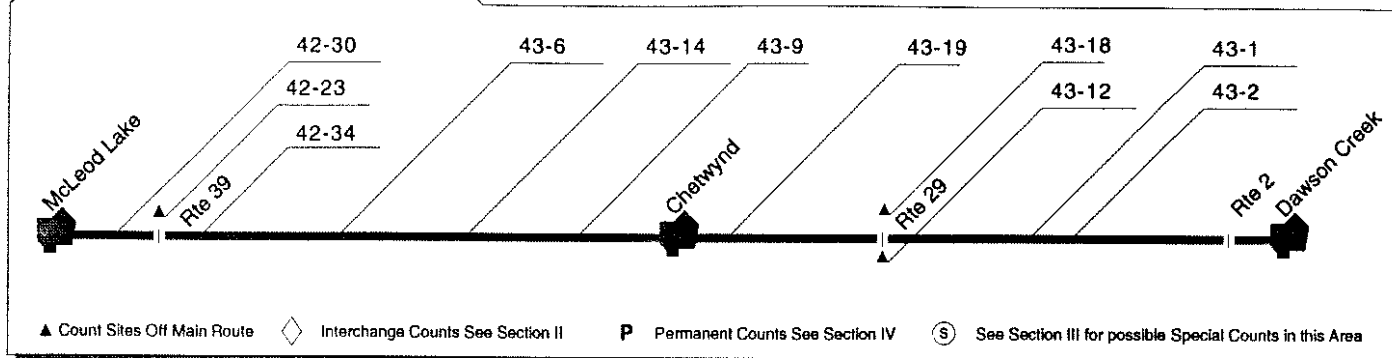 42-30 43-6 43-14 43-9 43-19 43-18 43-1
42-23 43-12 43-2
42-34
McLeod Lake
Rte 39
Chetwynd
Rte 29
Rte 2
Dawson Creek
▲ Count Sites Off Main Route ◇ Interchange Counts See Section II P Permanent Counts See Section IV Ⓢ See Section III for possible Special Counts in this Area